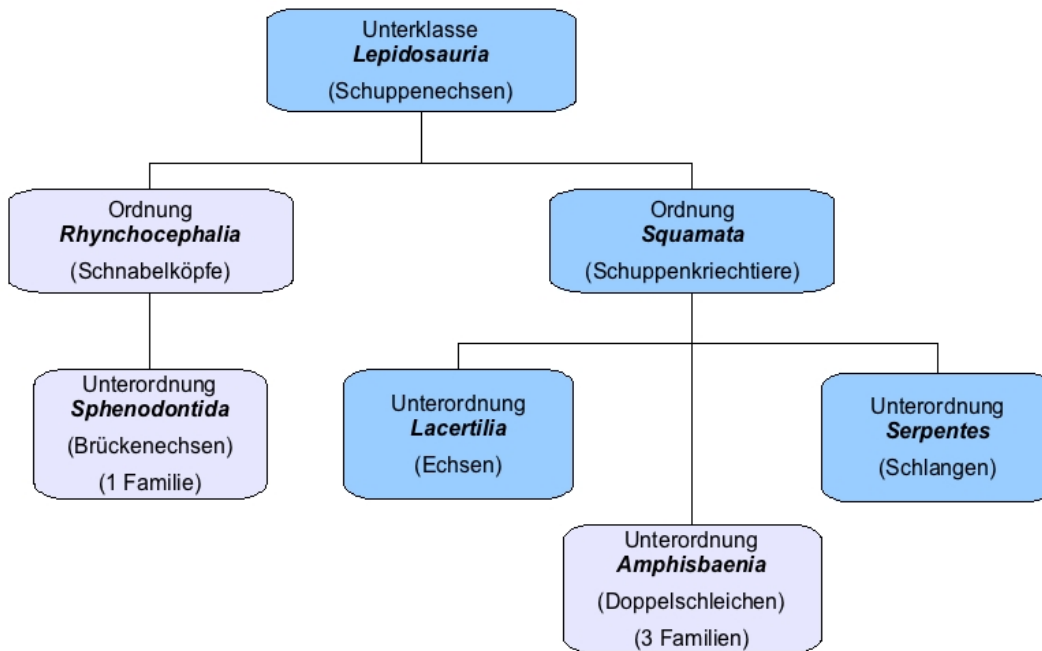 Unterklasse
Lepidosauria
(Schuppenechsen)
Ordnung
Rhynchocephalia
(Schnabelköpfe)
Ordnung
Squamata
(Schuppenkriechtiere)
Unterordnung
Sphenodontida
(Brückenechsen)
(1 Familie)
Unterordnung
Lacertilia
(Echsen)
Unterordnung
Serpentes
(Schlangen)
Unterordnung
Amphisbaenia
(Doppelschleichen)
(3 Familien)